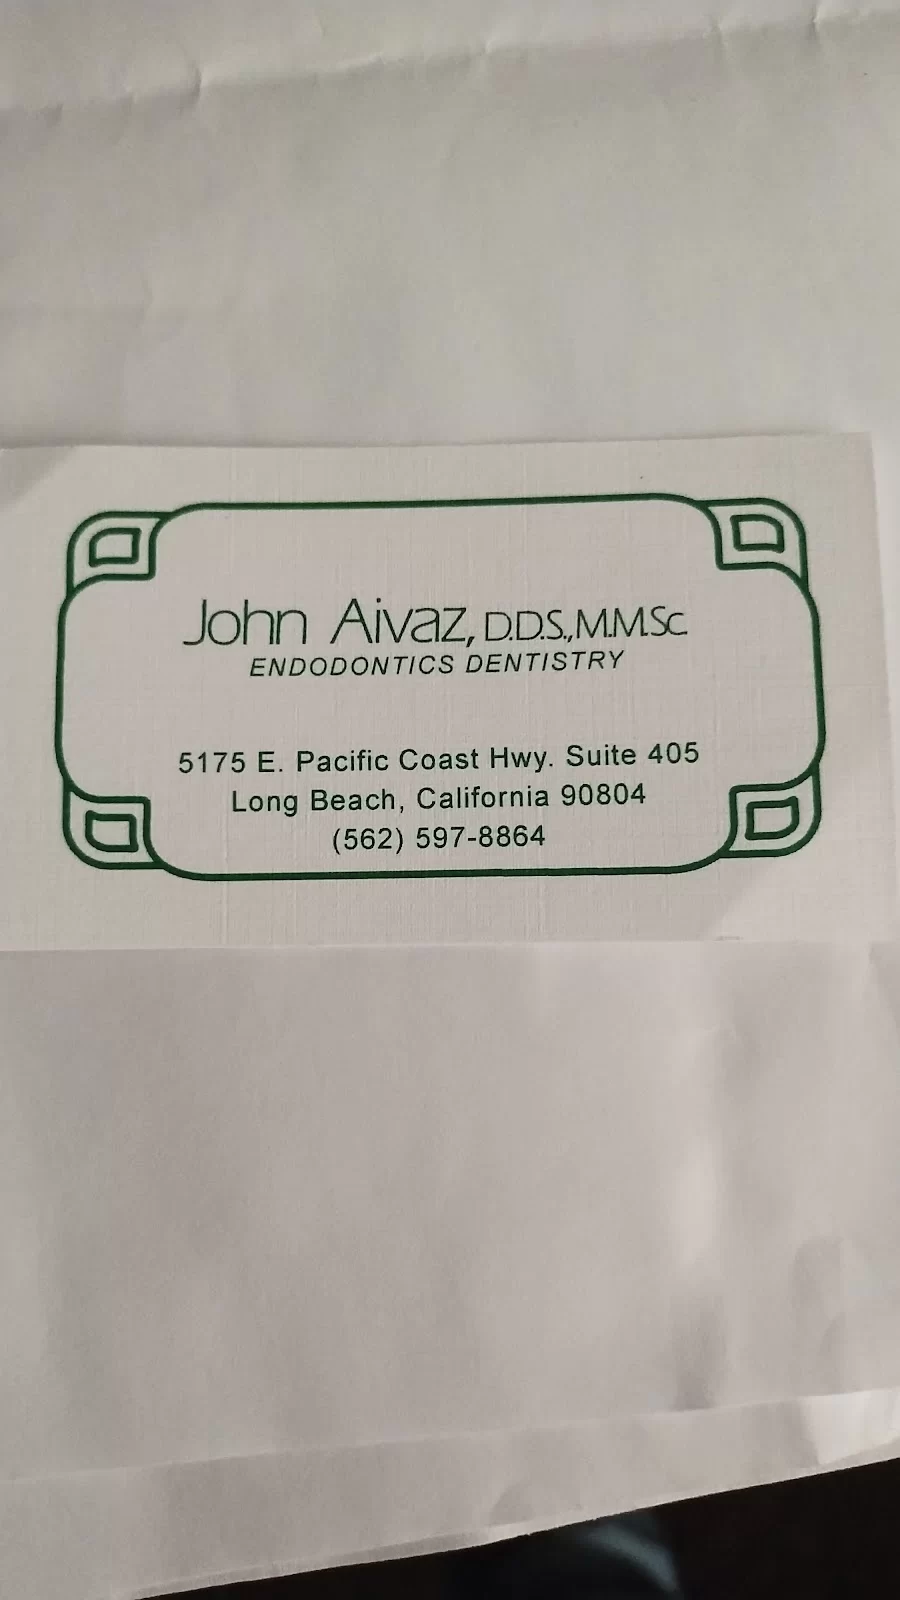 John Aivaz, D.D.S., M.M.Sc.
ENDODONTICS DENTISTRY
5175 E. Pacific Coast Hwy. Suite 405
Long Beach, California 90804
(562) 597-8864